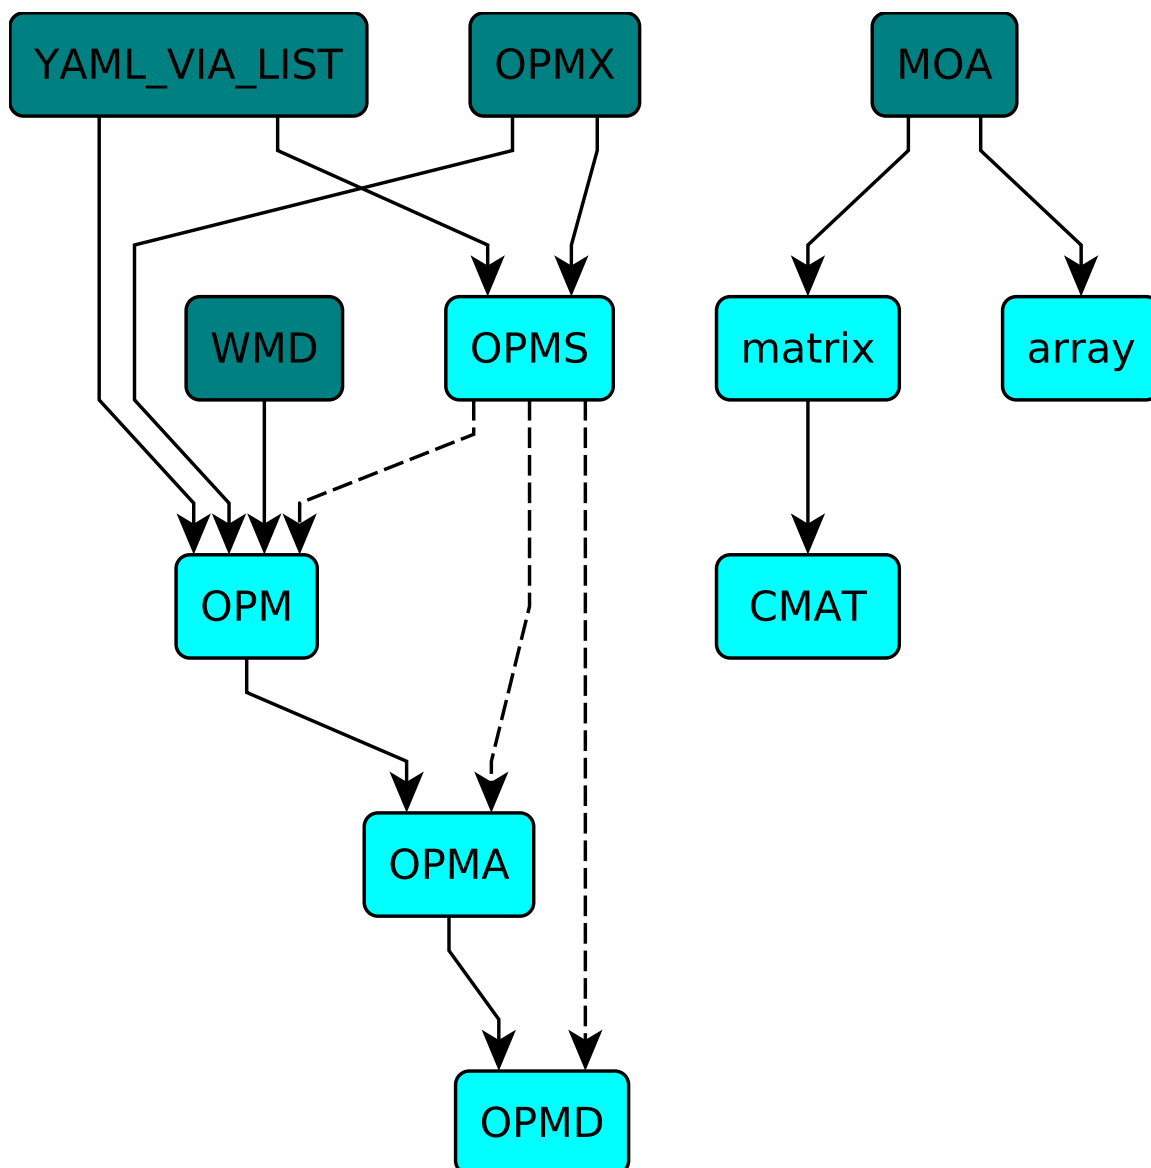 YAML_VIA_LIST
OPMX
MOA
WMD
OPMS
matrix
array
OPM
CMAT
OPMA
OPMD